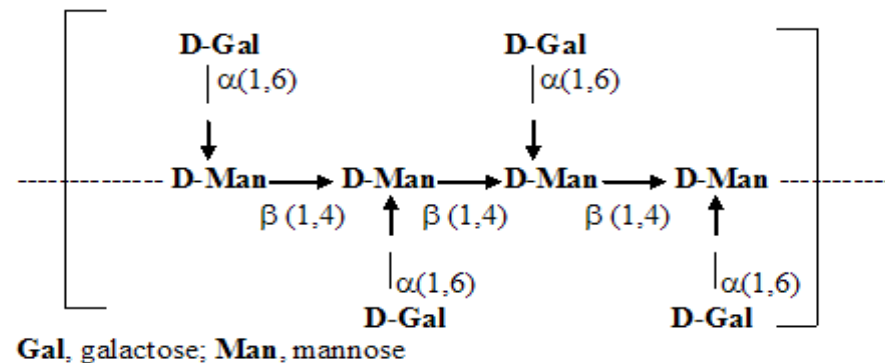 D-Gal D-Gal
α(1,6) α(1,6)
D-Man D-Man D-Man D-Man
β (1,4) β (1,4) β (1,4)
α(1,6) α(1,6)
D-Gal D-Gal
Gal, galactose; Man, mannose